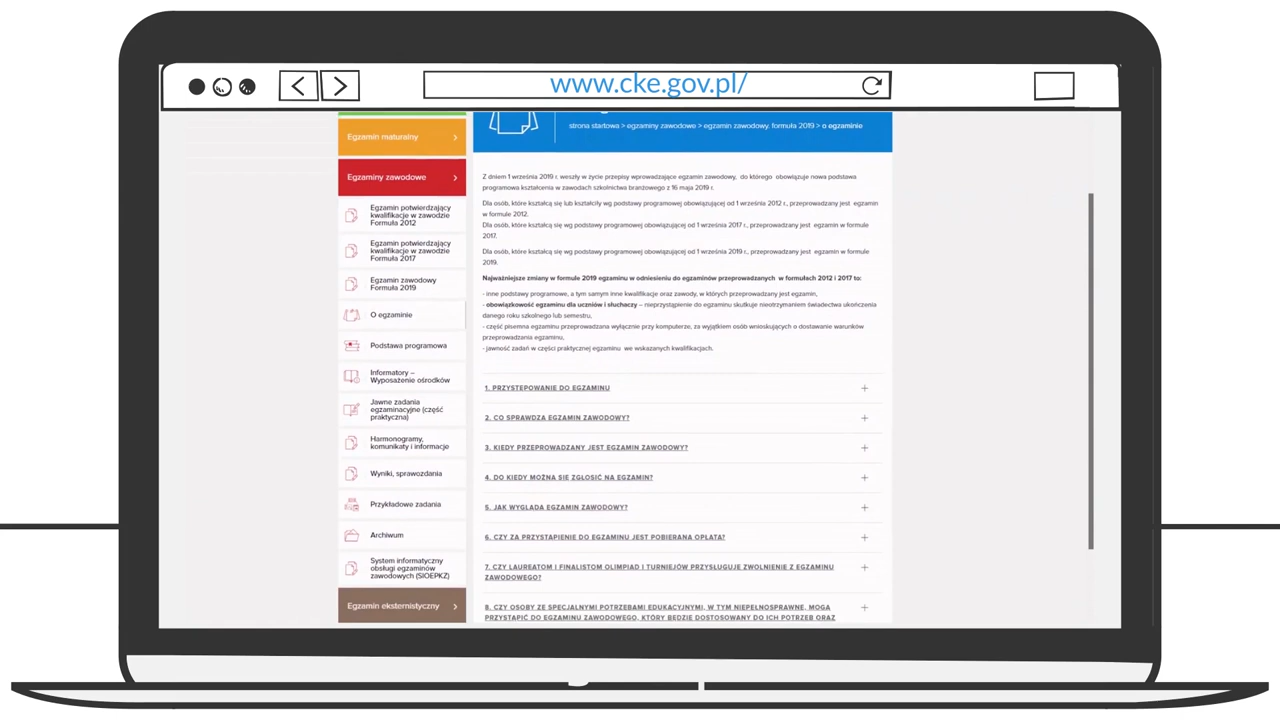 www.cke.gov.pl/
Egzamin maturalny
Egzaminy zawodowe
Egzamin potwierdzający
kwalifikacje w zawodzie
Formuła 2012
Egzamin potwierdzający
kwalifikacje w zawodzie
Formuła 2017
Egzamin zawodowy
Formuła 2019
O egzaminie
Podstawa programowa
Informatory –
Wyposażenie ośrodków
Jawne zadania
egzaminacyjne (część
praktyczna)
Harmonogramy,
komunikaty i informacje
Wyniki, sprawozdania
Przykładowe zadania
Archiwum
System informatyczny
obsługi egzaminów
zawodowych (SIOEPKZ)
Egzamin eksternistyczny
strona startowa > egzaminy zawodowe > egzamin zawodowy. formuła 2019 > o egzaminie
Z dniem 1 września 2019 r. weszły w życie przepisy wprowadzające egzamin zawodowy, do którego obowiązuje nowa podstawa
programowa kształcenia w zawodach szkolnictwa branżowego z 16 maja 2019 r.
Dla osób, które kształcą się lub kształciły wg podstawy programowej obowiązującej od 1 września 2012 r., przeprowadzany jest egzamin
w formule 2012.
Dla osób, które kształcą się wg podstawy programowej obowiązującej od 1 września 2017 r., przeprowadzany jest egzamin w formule
2017.
Dla osób, które kształcą się wg podstawy programowej obowiązującej od 1 września 2019 r., przeprowadzany jest egzamin w formule
2019.
Najważniejsze zmiany w formule 2019 egzaminu w odniesieniu do egzaminów przeprowadzanych w formułach 2012 i 2017 to:
- inne podstawy programowe, a tym samym inne kwalifikacje oraz zawody, w których przeprowadzany jest egzamin,
- obowiązkowość egzaminu dla uczniów i słuchaczy – nieprzystąpienie do egzaminu skutkuje nieotrzymaniem świadectwa ukończenia
danego roku szkolnego lub semestru,
- część pisemna egzaminu przeprowadzana wyłącznie przy komputerze, za wyjątkiem osób wnioskujących o dostosowanie warunków
przeprowadzania egzaminu,
- jawność zadań w części praktycznej egzaminu we wskazanych kwalifikacjach.
1. PRZYSTĘPOWANIE DO EGZAMINU
2. CO SPRAWDZA EGZAMIN ZAWODOWY?
3. KIEDY PRZEPROWADZANY JEST EGZAMIN ZAWODOWY?
4. DO KIEDY MOŻNA SIĘ ZGŁOSIĆ NA EGZAMIN?
5. JAK WYGLĄDA EGZAMIN ZAWODOWY?
6. CZY ZA PRZYSTĄPIENIE DO EGZAMINU JEST POBIERANA OPŁATA?
7. CZY LAUREATOM I FINALISTOM OLIMPIAD I TURNIEJÓW PRZYSŁUGUJE ZWOLNIENIE Z EGZAMINU
ZAWODOWEGO?
8. CZY OSOBY ZE SPECJALNYMI POTRZEBAMI EDUKACYJNYMI, W TYM NIEPEŁNOSPRAWNE, MOGĄ
PRZYSTĄPIĆ DO EGZAMINU ZAWODOWEGO, KTÓRY BĘDZIE DOSTOSOWANY DO ICH POTRZEB ORAZ